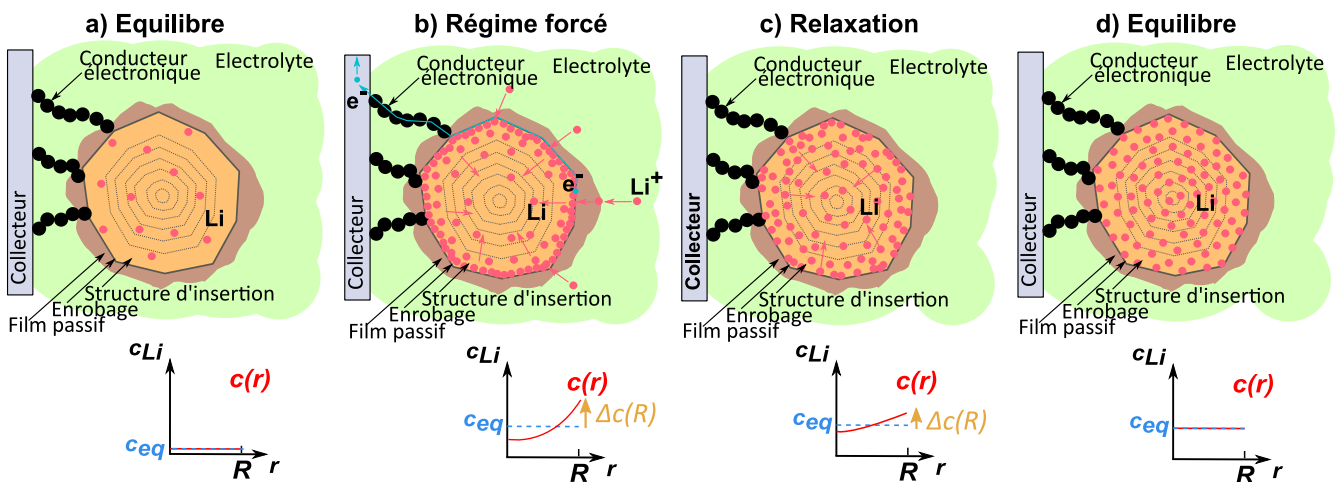 a) Equilibre
Conducteur
électronique
Electrolyte
Collecteur
Li
Structure d'insertion
Enrobage
Film passif
c(r)
ceq
R
r
b) Régime forcé
Conducteur
électronique
Electrolyte
e-
Collecteur
e-
Li+
Li
Structure d'insertion
Enrobage
Film passif
cLi
c(r)
Δc(R)
ceq
R
r
c) Relaxation
Conducteur
électronique
Electrolyte
Collecteur
Li
Structure d'insertion
Enrobage
Film passif
cLi
c(r)
Δc(R)
ceq
R
r
d) Equilibre
Conducteur
électronique
Electrolyte
Collecteur
Li
Structure d'insertion
Enrobage
Film passif
cLi
c(r)
ceq
R
r
cLi